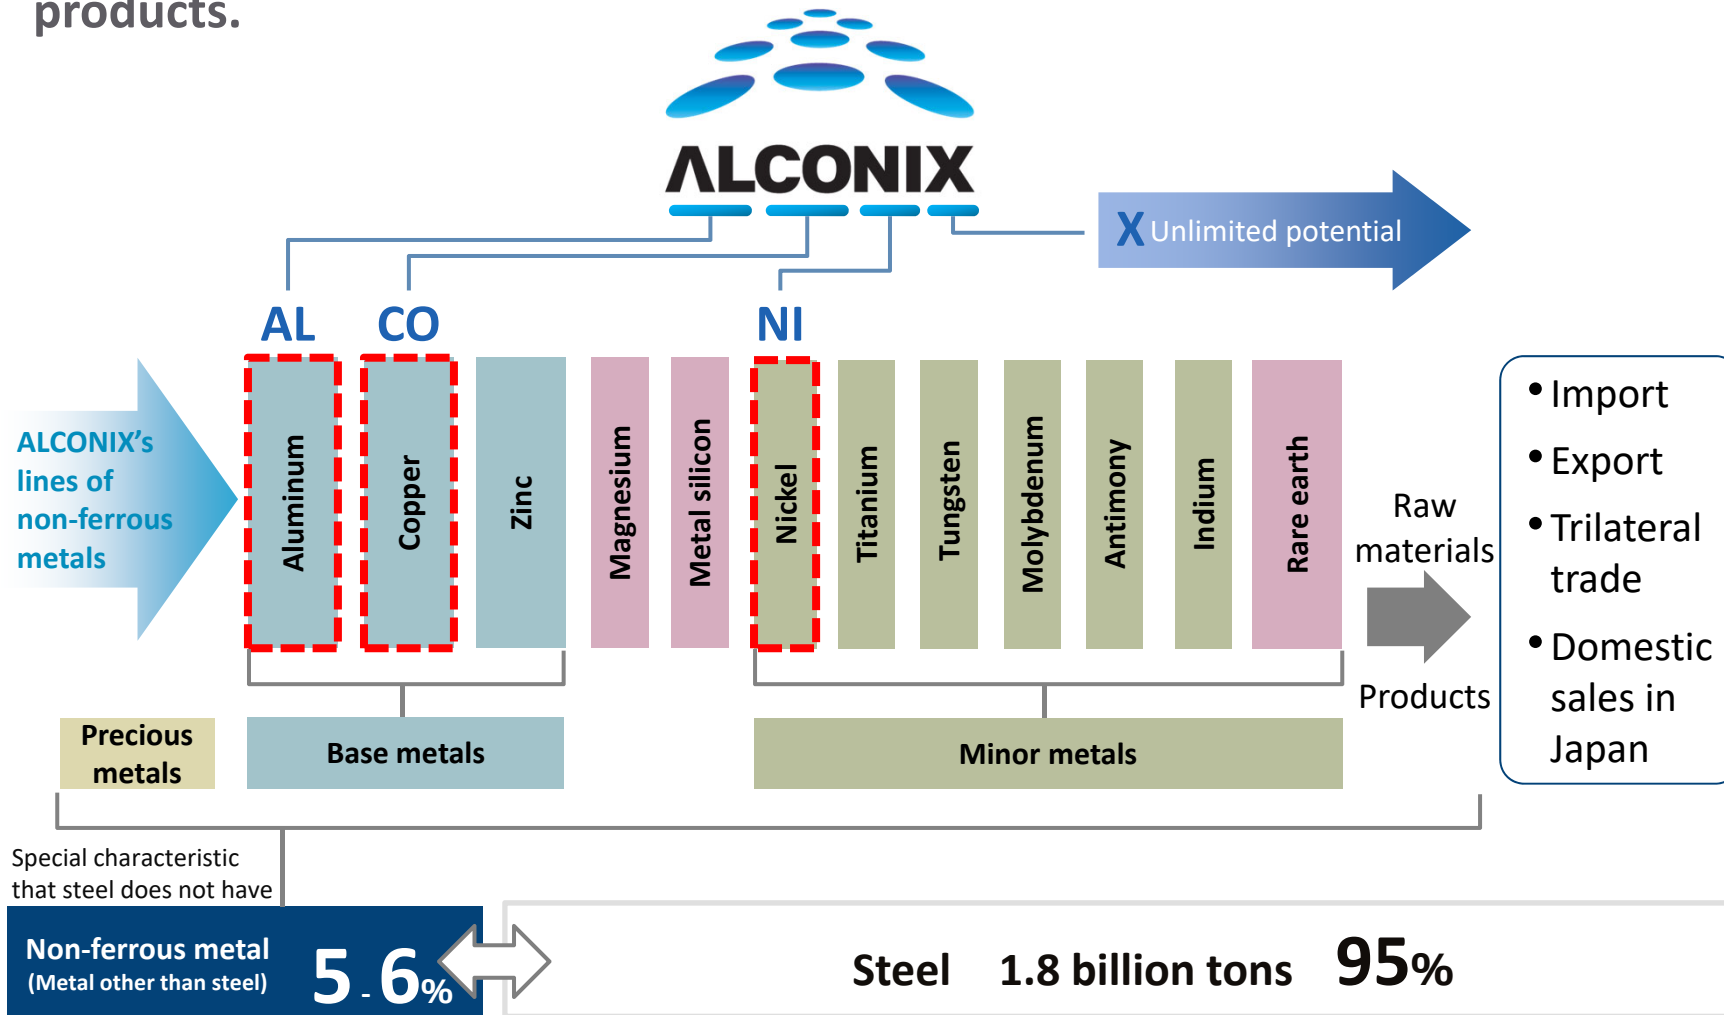 products.
ALCONIX
X Unlimited potential
AL
CO
NI
ALCONIX's
lines of
non-ferrous
metals
Aluminum
Copper
Zinc
Magnesium
Metal silicon
Nickel
Titanium
Tungsten
Molybdenum
Antimony
Indium
Rare earth
Raw
materials
Products
• Import
• Export
• Trilateral
trade
• Domestic
sales in
Japan
Precious
metals
Base metals
Minor metals
Special characteristic
that steel does not have
Non-ferrous metal
(Metal other than steel)
5 - 6%
Steel 1.8 billion tons 95%